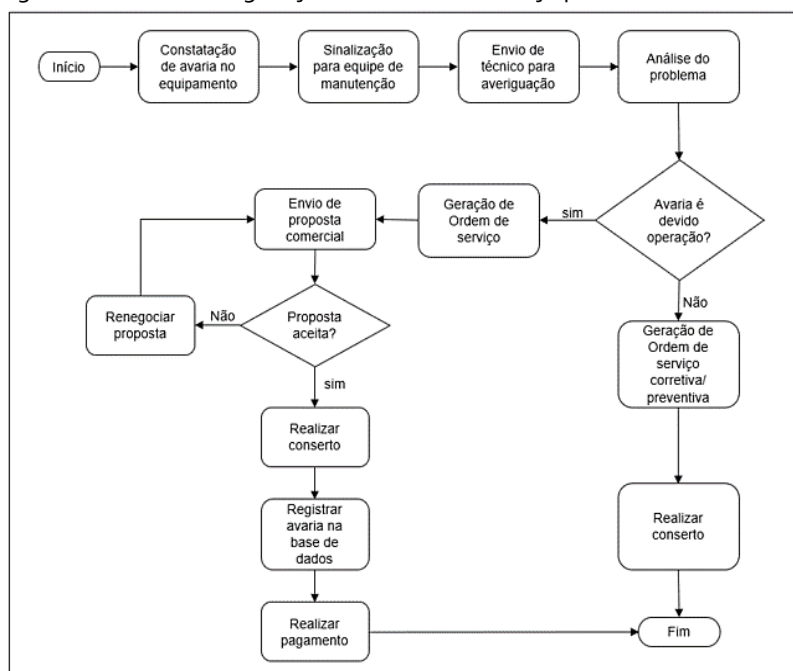 Início
Constatação
de avaria no
equipamento
Sinalização
para equipe de
manutenção
Envio de
técnico para
averiguação
Análise do
problema
Avaria é
devido
operação?
sim
Geração de
Ordem de
serviço
Envio de
proposta
comercial
Proposta
aceita?
Não
Renegociar
proposta
sim
Realizar
conserto
Registrar
avaria na
base de
dados
Realizar
pagamento
Não
Geração de
Ordem de
serviço
corretiva/
preventiva
Realizar
conserto
Fim